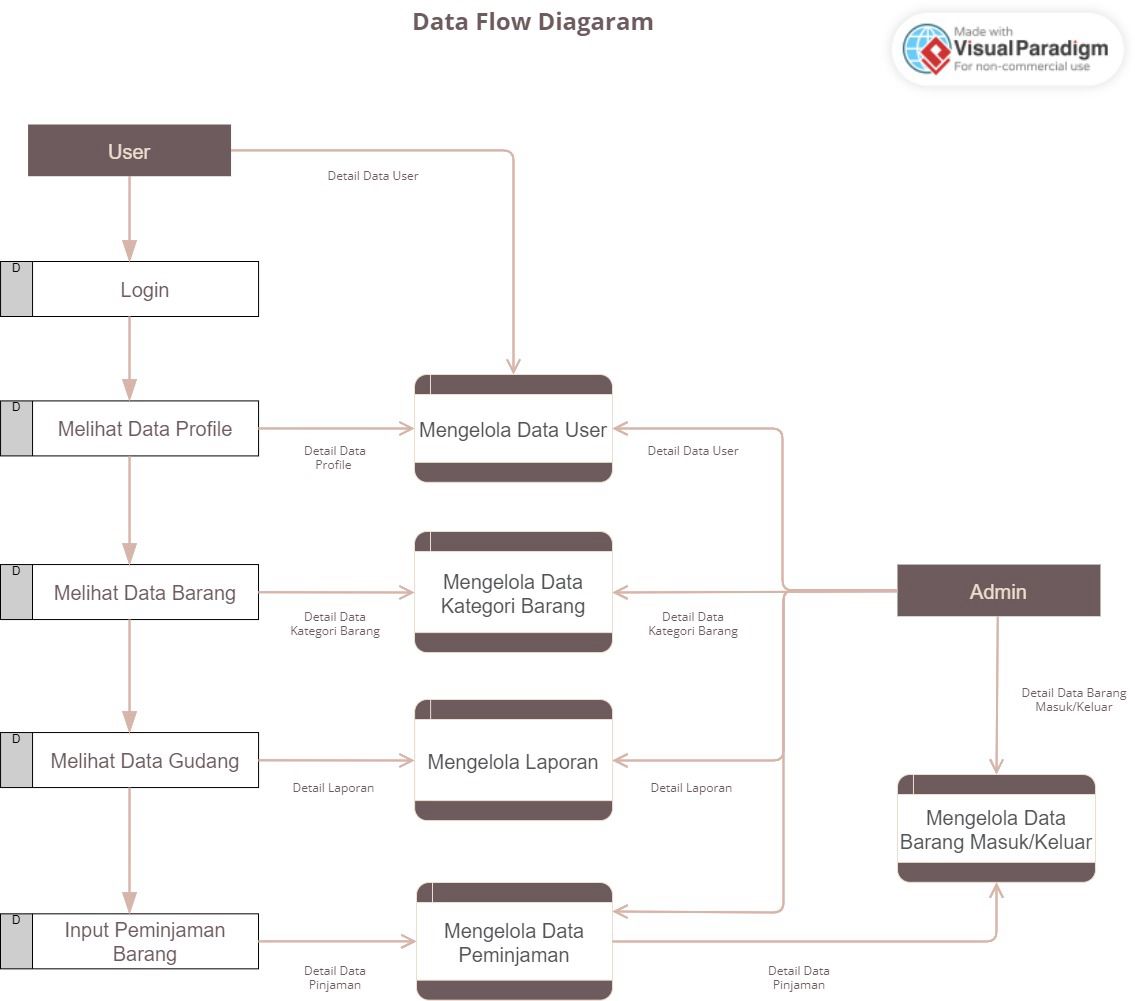 Data Flow Diagaram
Made with
Visual Paradigm
For non-commercial use
User
Detail Data User
D
Login
D
Melihat Data Profile
Detail Data
Profile
Mengelola Data User
Detail Data User
D
Melihat Data Barang
Detail Data
Kategori Barang
Mengelola Data
Kategori Barang
Detail Data
Kategori Barang
Admin
Detail Data Barang
Masuk/Keluar
D
Melihat Data Gudang
Detail Laporan
Mengelola Laporan
Detail Laporan
Mengelola Data
Barang Masuk/Keluar
D
Input Peminjaman
Barang
Detail Data
Pinjaman
Mengelola Data
Peminjaman
Detail Data
Pinjaman